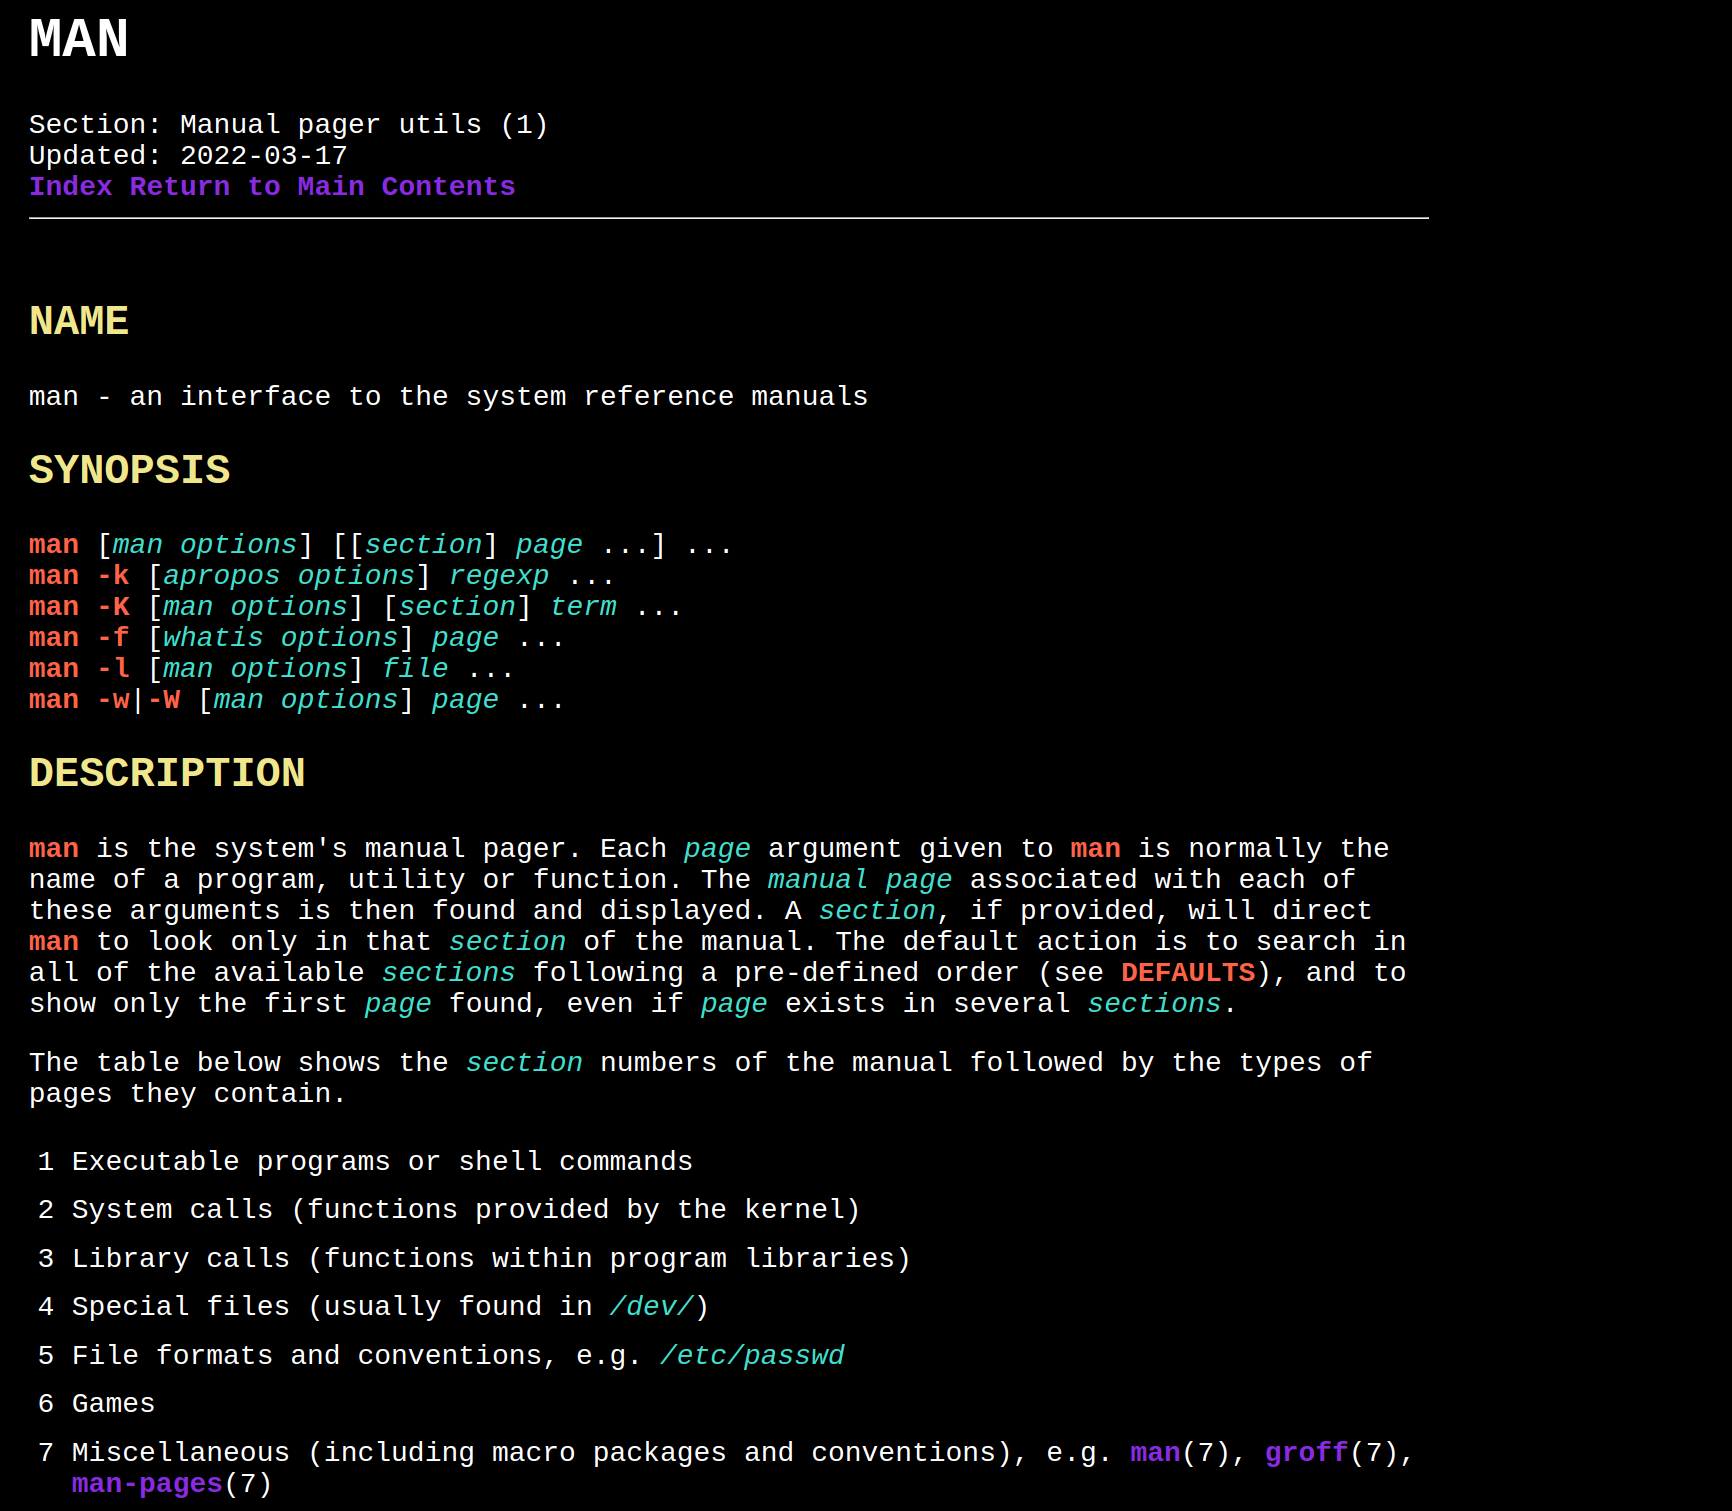 MAN
Section: Manual pager utils (1)
Updated: 2022-03-17
Index Return to Main Contents
NAME
man - an interface to the system reference manuals
SYNOPSIS
man [man options] [[section] page ...] ...
man -k [apropos options] regexp ...
man -K [man options] [section] term ...
man -f [whatis options] page ...
man -l [man options] file ...
man -w|-W [man options] page ...
DESCRIPTION
man is the system's manual pager. Each page argument given to man is normally the
name of a program, utility or function. The manual page associated with each of
these arguments is then found and displayed. A section, if provided, will direct
man to look only in that section of the manual. The default action is to search in
all of the available sections following a pre-defined order (see DEFAULTS), and to
show only the first page found, even if page exists in several sections.
The table below shows the section numbers of the manual followed by the types of
pages they contain.
1 Executable programs or shell commands
2 System calls (functions provided by the kernel)
3 Library calls (functions within program libraries)
4 Special files (usually found in /dev/)
5 File formats and conventions, e.g. /etc/passwd
6 Games
7 Miscellaneous (including macro packages and conventions), e.g. man(7), groff(7),
man-pages(7)